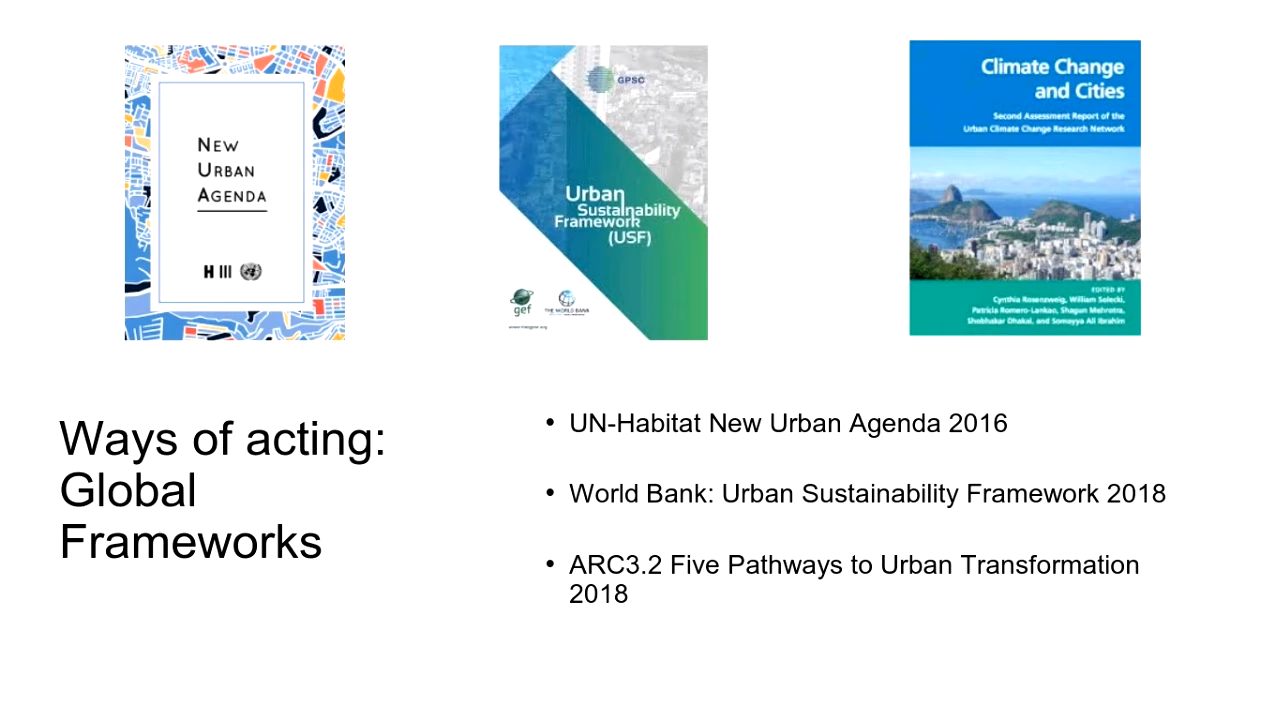 NEW
URBAN
AGENDA
H III
GPSC
Urban
Sustainability
Framework
(USF)
gef
THE WORLD BANK
Climate Change
and Cities
Second Assessment Report of the
Urban Climate Change Research Network
EDITED BY
Cynthia Rosenzweig, William Solecki,
Patricia Romero-Lankao, Shagun Mehrotra,
Shobhakar Dhakal, and Somayya Ali Ibrahim
Ways of acting:
Global
Frameworks
• UN-Habitat New Urban Agenda 2016
• World Bank: Urban Sustainability Framework 2018
• ARC3.2 Five Pathways to Urban Transformation
2018